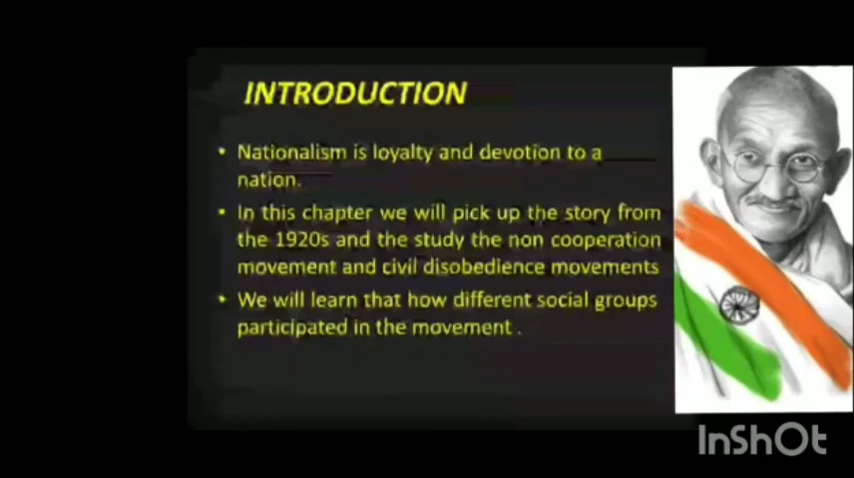 INTRODUCTION
• Nationalism is loyalty and devotion to a
nation.
• In this chapter we will pick up the story from
the 1920s and the study the non cooperation
movement and civil disobedience movements
• We will learn that how different social groups
participated in the movement .
InShOt